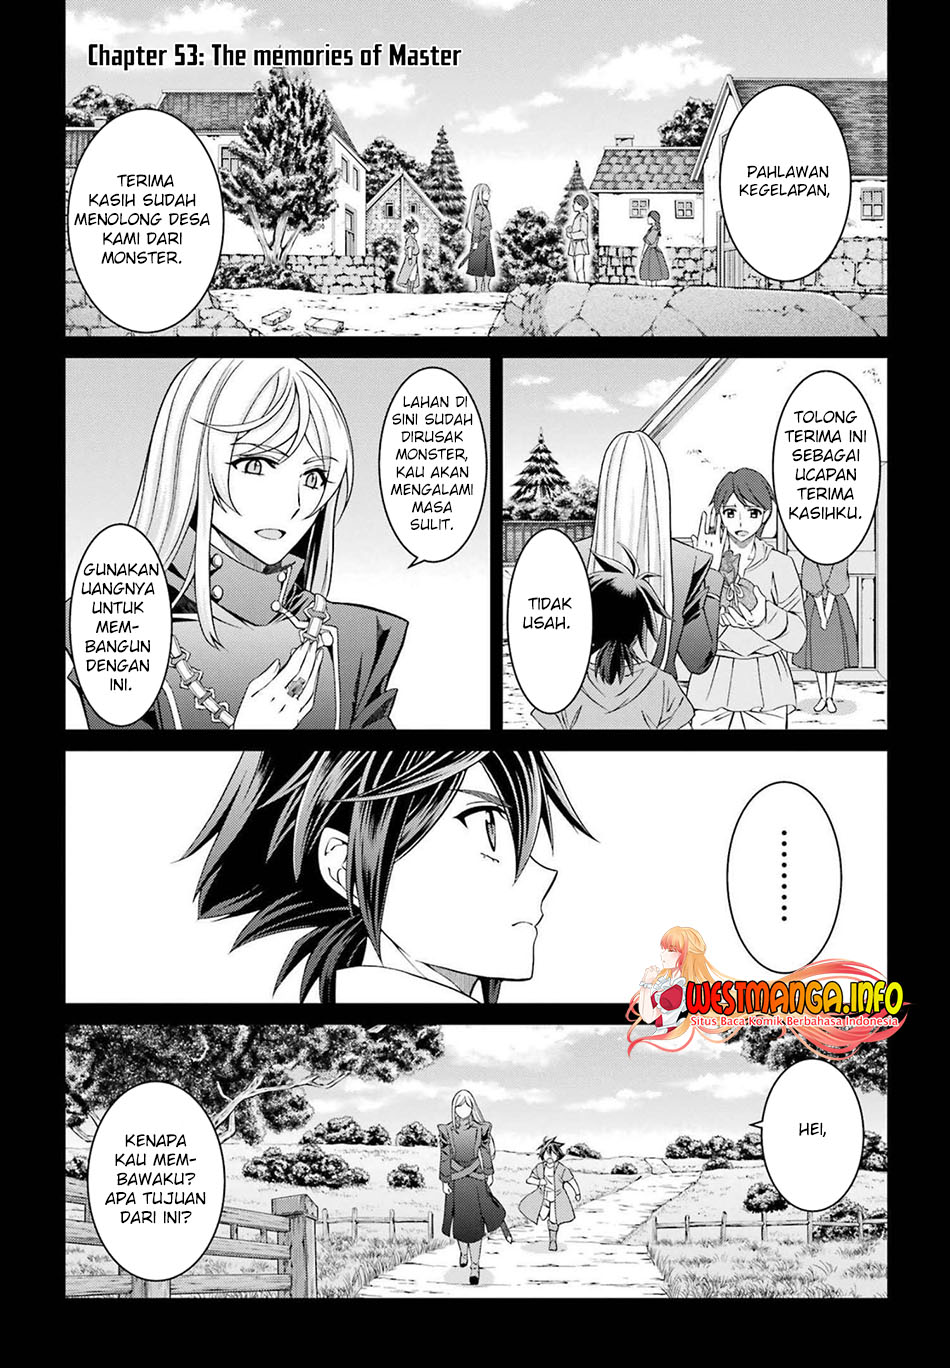 Chapter 53: The memories of Master
PAHLAWAN
KEGELAPAN,
TERIMA
KASIH SUDAH
MENOLONG DESA
KAMI DARI
MONSTER.
TOLONG
TERIMA INI
SEBAGAI
UCAPAN
TERIMA
KASIHKU.
TIDAK
USAH.
LAHAN DI
SINI SUDAH
DIRUSAK
MONSTER,
KAU AKAN
MENGALAMI
MASA
SULIT.
GUNAKAN
UANGNYA
UNTUK
MEM-
BANGUN
DENGAN
INI.
.........
WESTMANGA.INFO
Situs Baca Komik Berbahasa Indonesia
HEI,
KENAPA
KAU MEM-
BAWAKU?
APA TUJUAN
DARI INI?